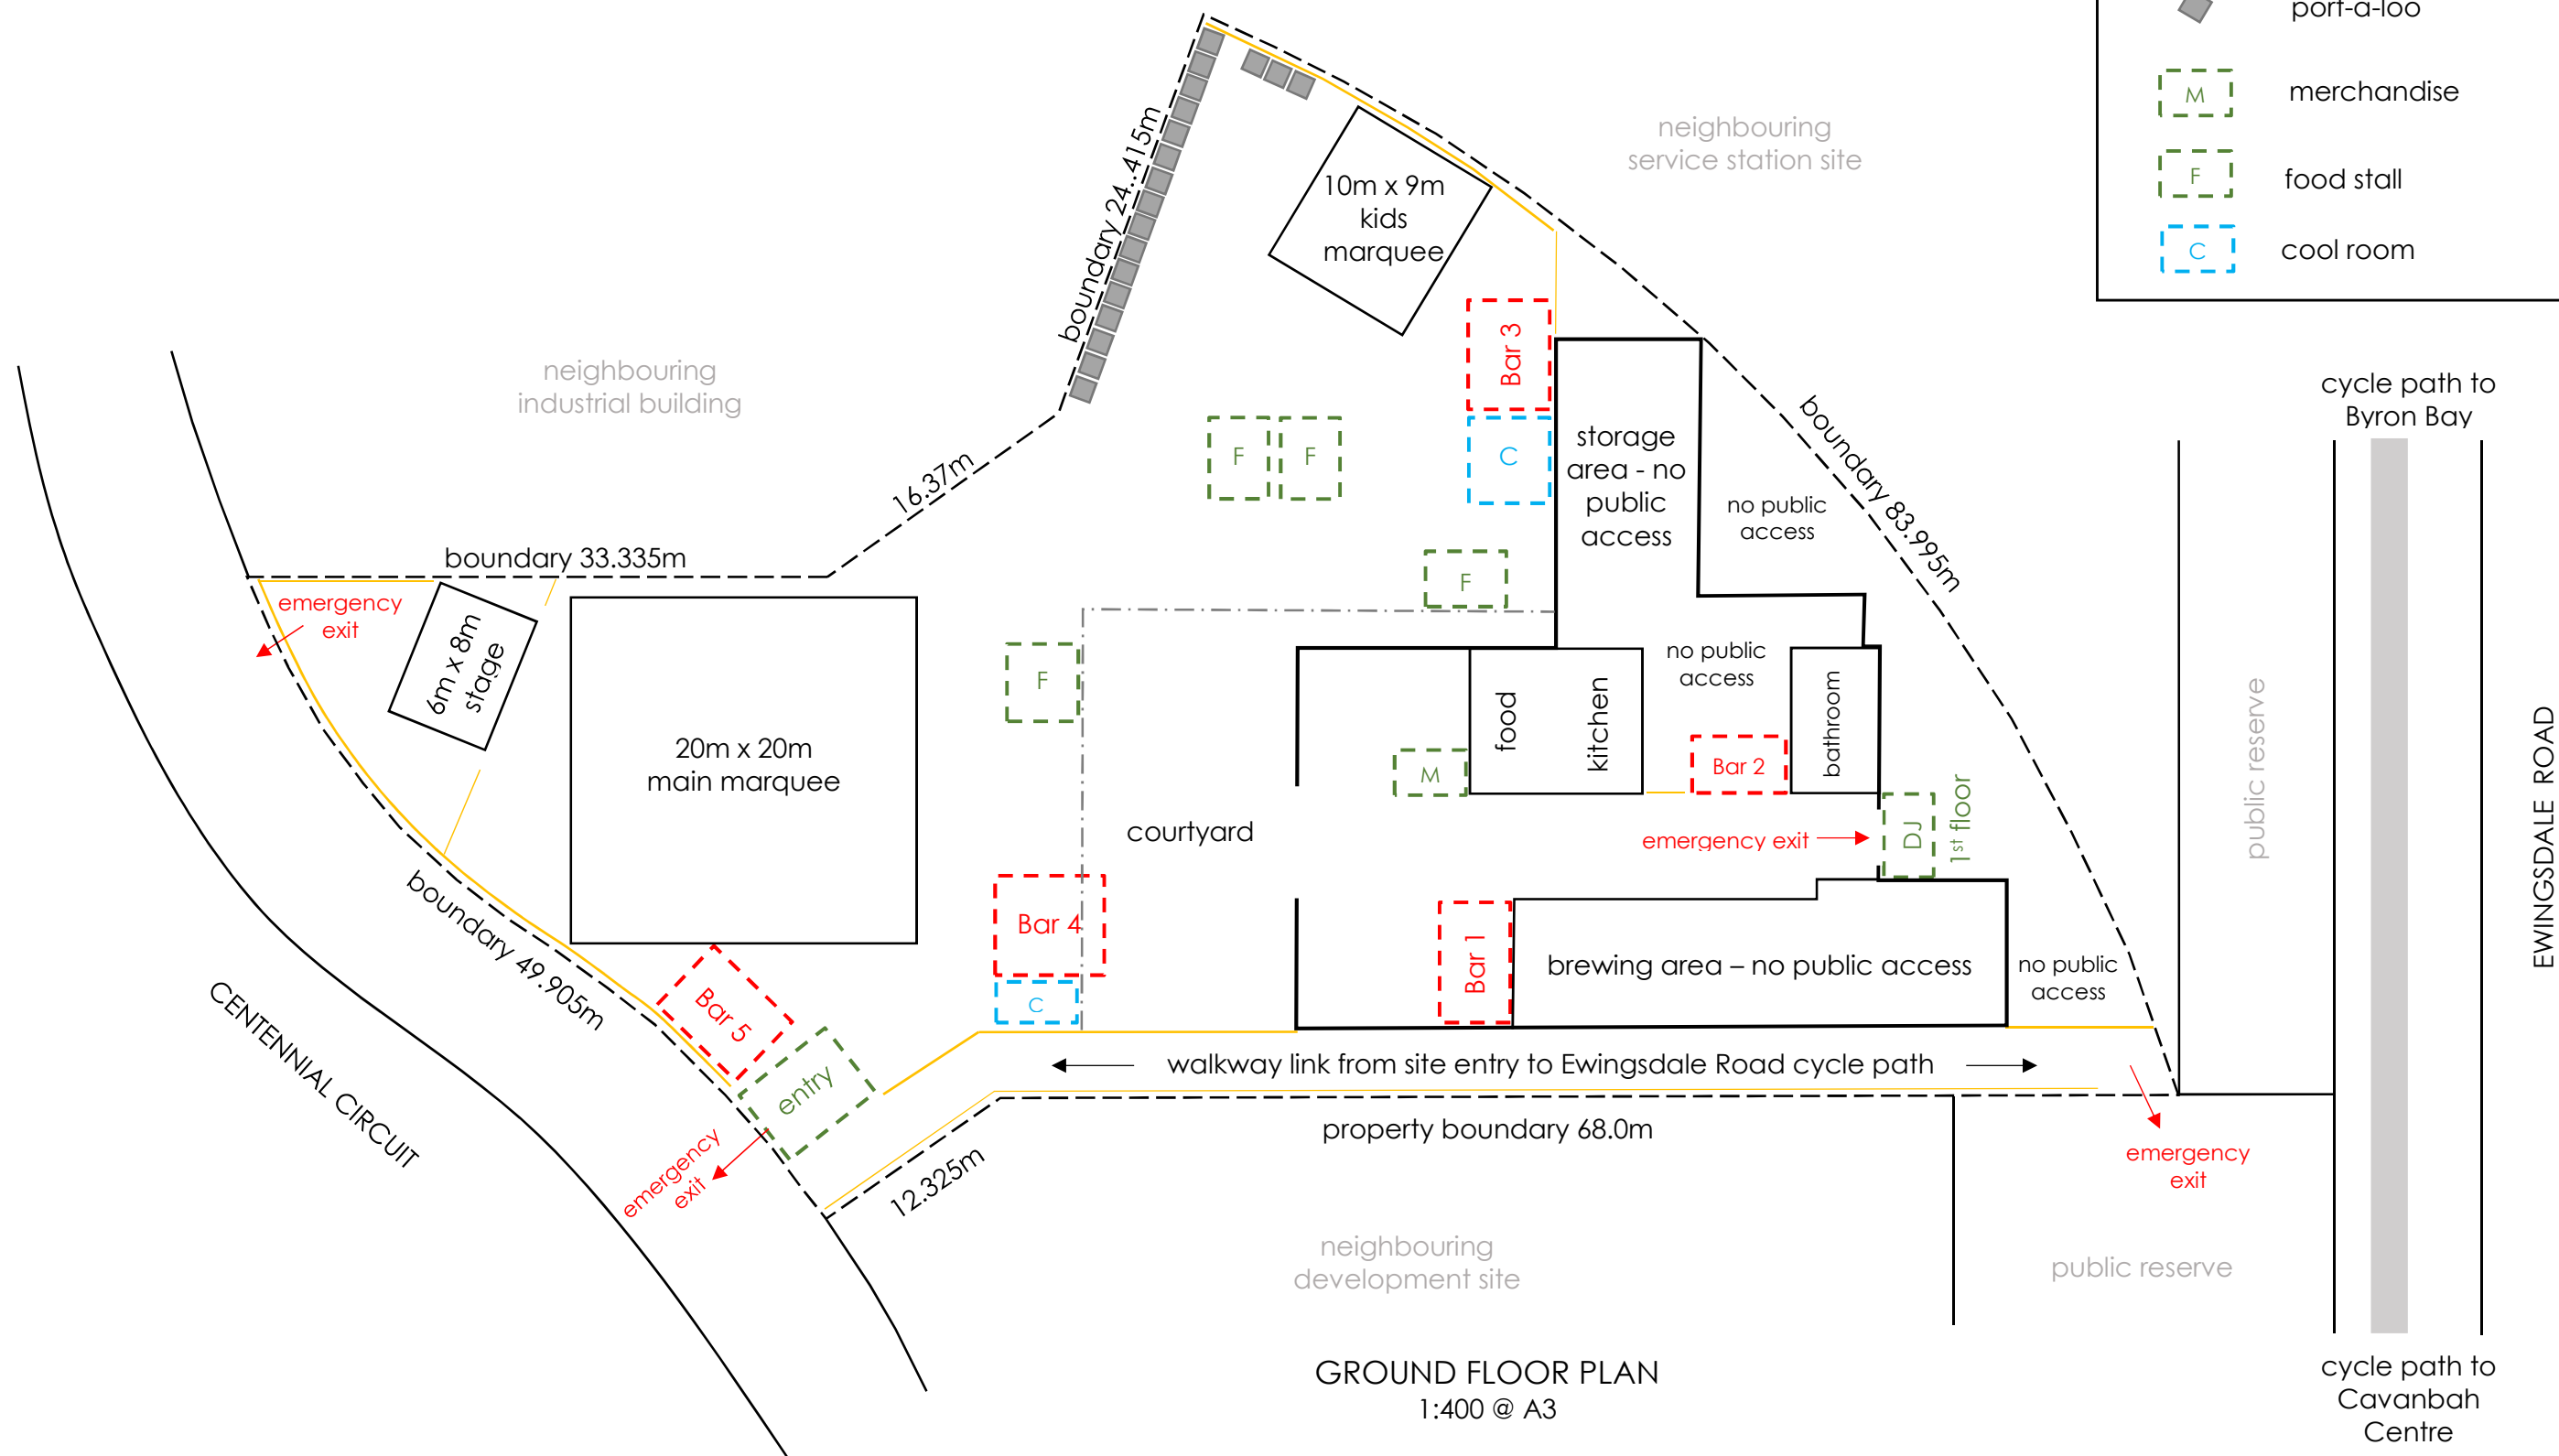 port-a-loo
M
merchandise
F
food stall
C
cool room
neighbouring
service station site
boundary 24.415m
10m x 9m
kids
marquee
neighbouring
industrial building
Bar 3
C
F
F
storage
area - no
public
access
no public
access
boundary 83.995m
cycle path to
Byron Bay
16.37m
boundary 33.335m
emergency
exit
6m x 8m
stage
20m x 20m
main marquee
F
F
courtyard
M
food
kitchen
no public
access
Bar 2
bathroom
emergency exit
DJ
1st floor
public reserve
EWINGSDALE ROAD
boundary 49.905m
CENTENNIAL CIRCUIT
Bar 5
Bar 4
C
Bar 1
brewing area – no public access
no public
access
entry
emergency
exit
walkway link from site entry to Ewingsdale Road cycle path
12.325m
property boundary 68.0m
emergency
exit
neighbouring
development site
public reserve
GROUND FLOOR PLAN
1:400 @ A3
cycle path to
Cavanbah
Centre